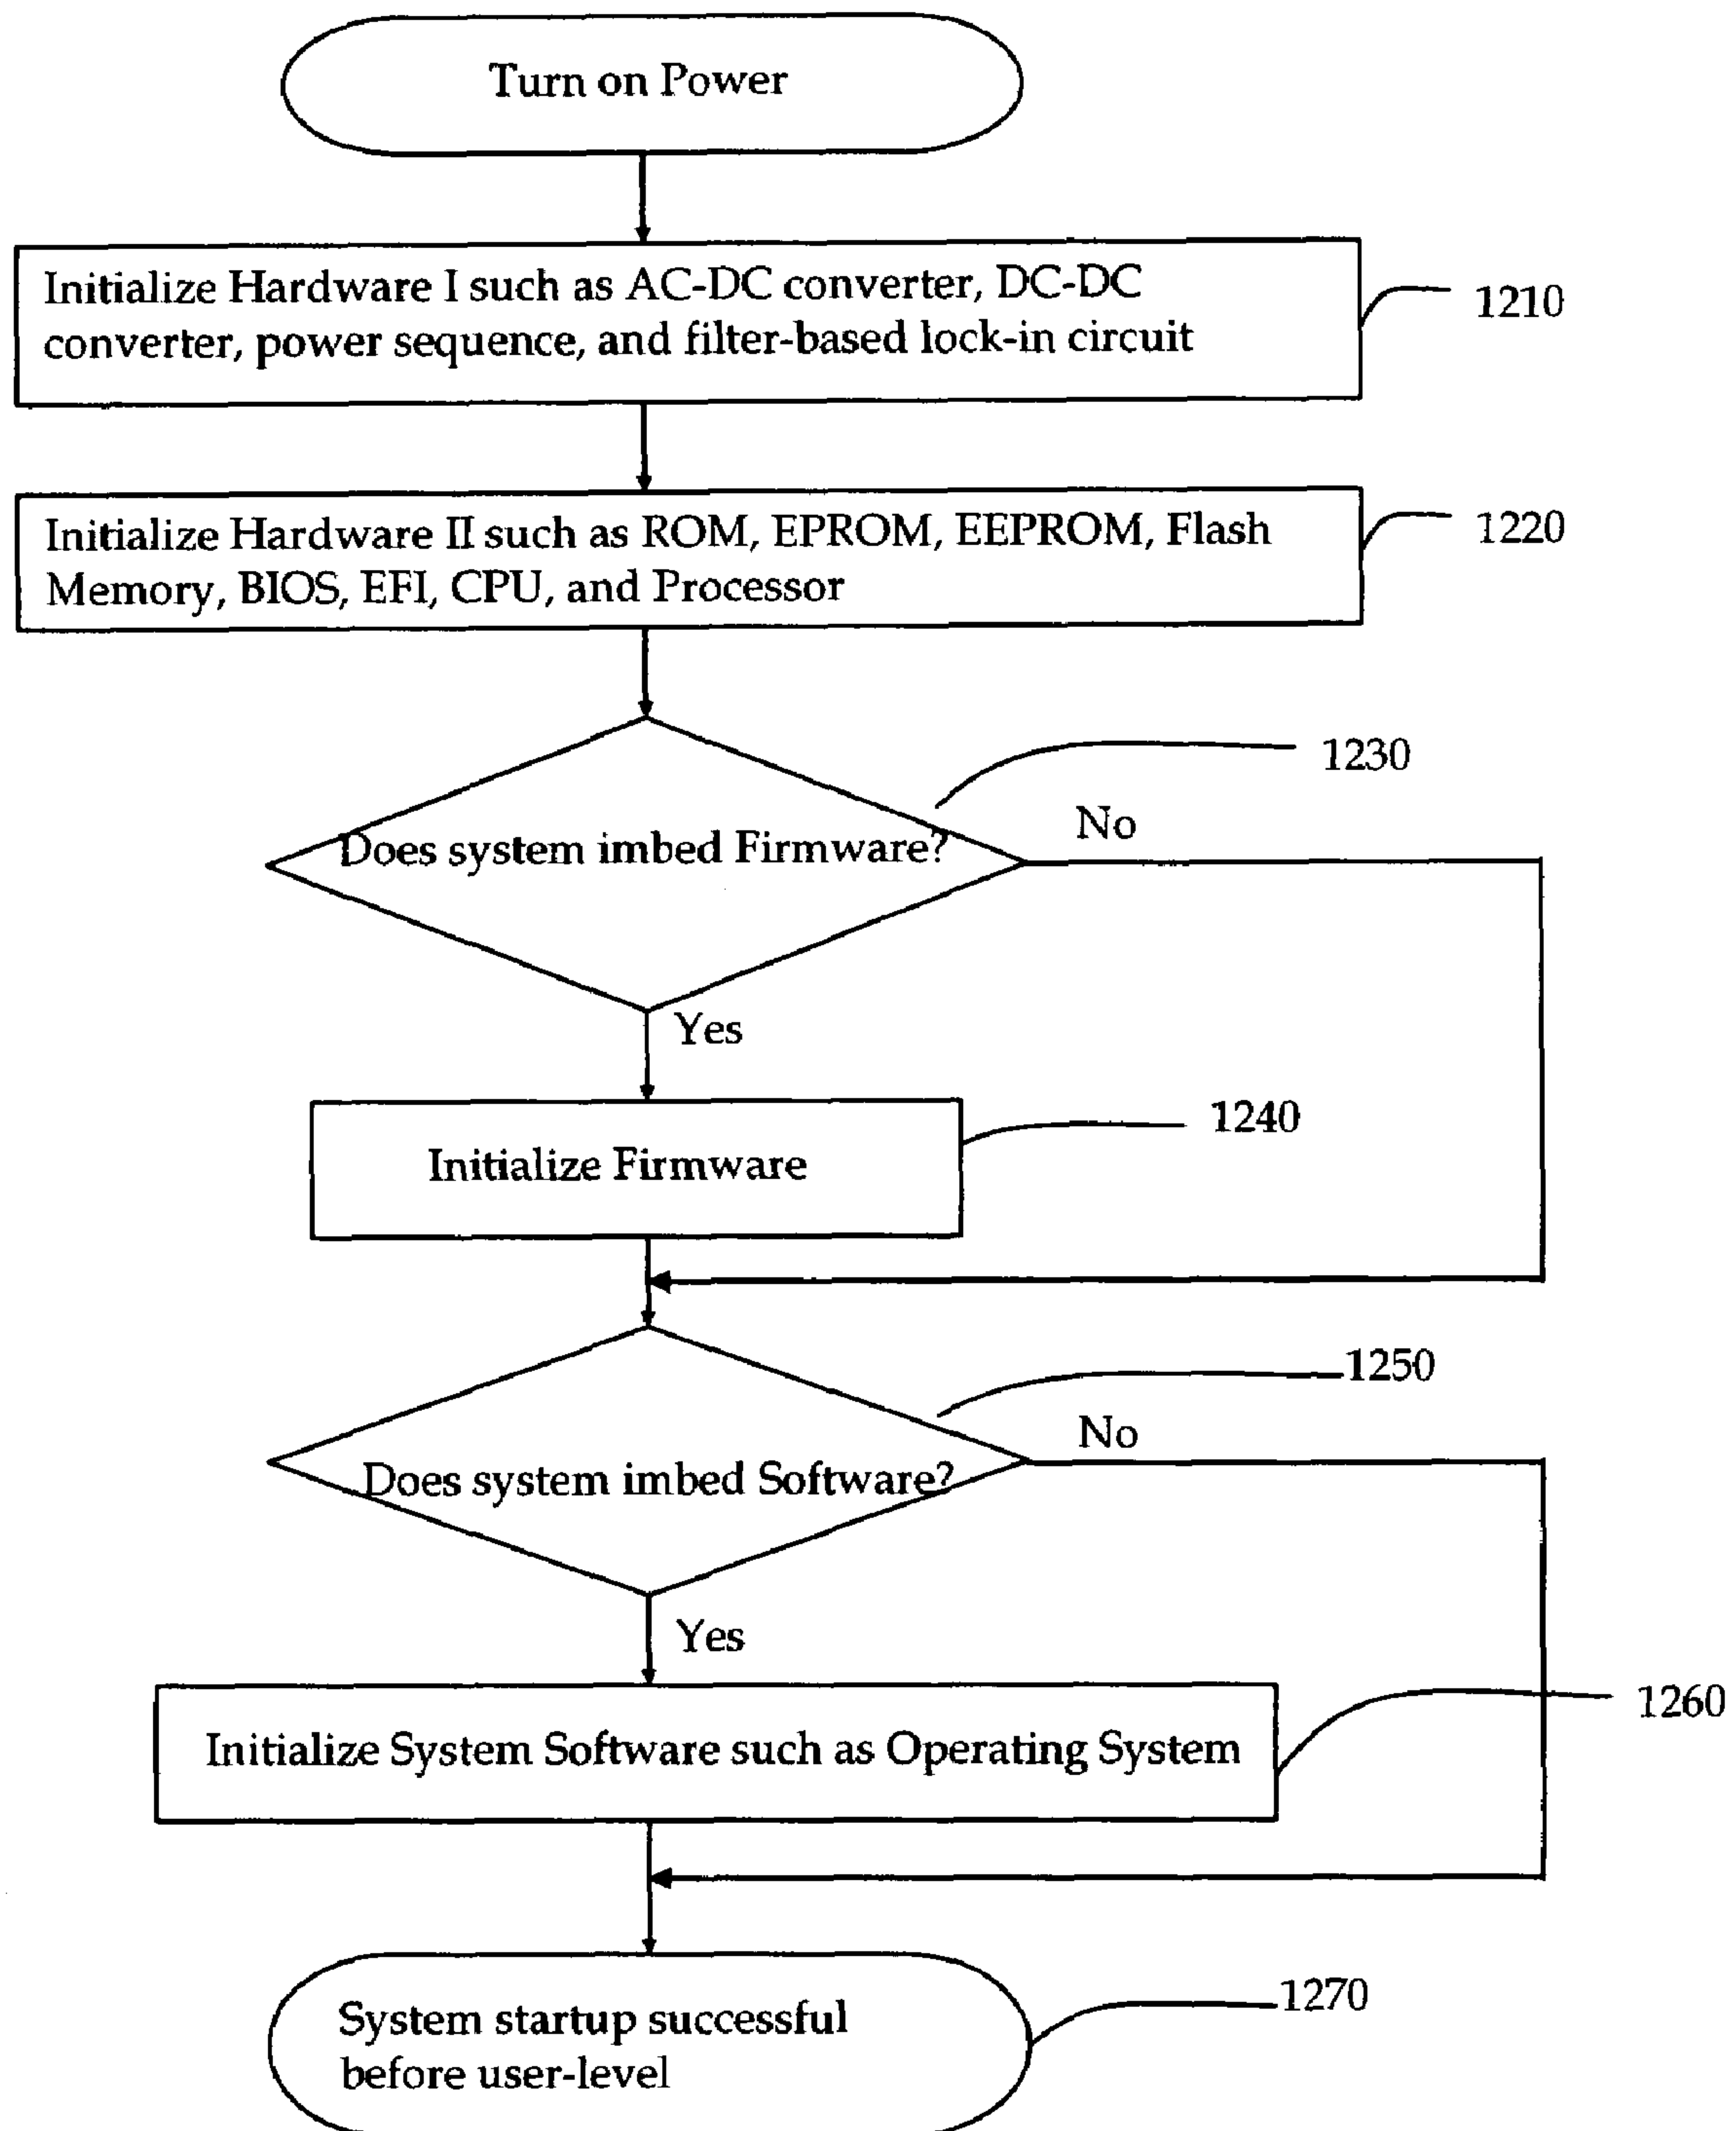 Turn on Power
Initialize Hardware I such as AC-DC converter, DC-DC
converter, power sequence, and filter-based lock-in circuit
1210
Initialize Hardware II such as ROM, EPROM, EEPROM, Flash
Memory, BIOS, EFI, CPU, and Processor
1220
1230
No
Does system imbed Firmware?
Yes
1240
Initialize Firmware
1250
No
Does system imbed Software?
Yes
1260
Initialize System Software such as Operating System
1270
System startup successful
before user-level